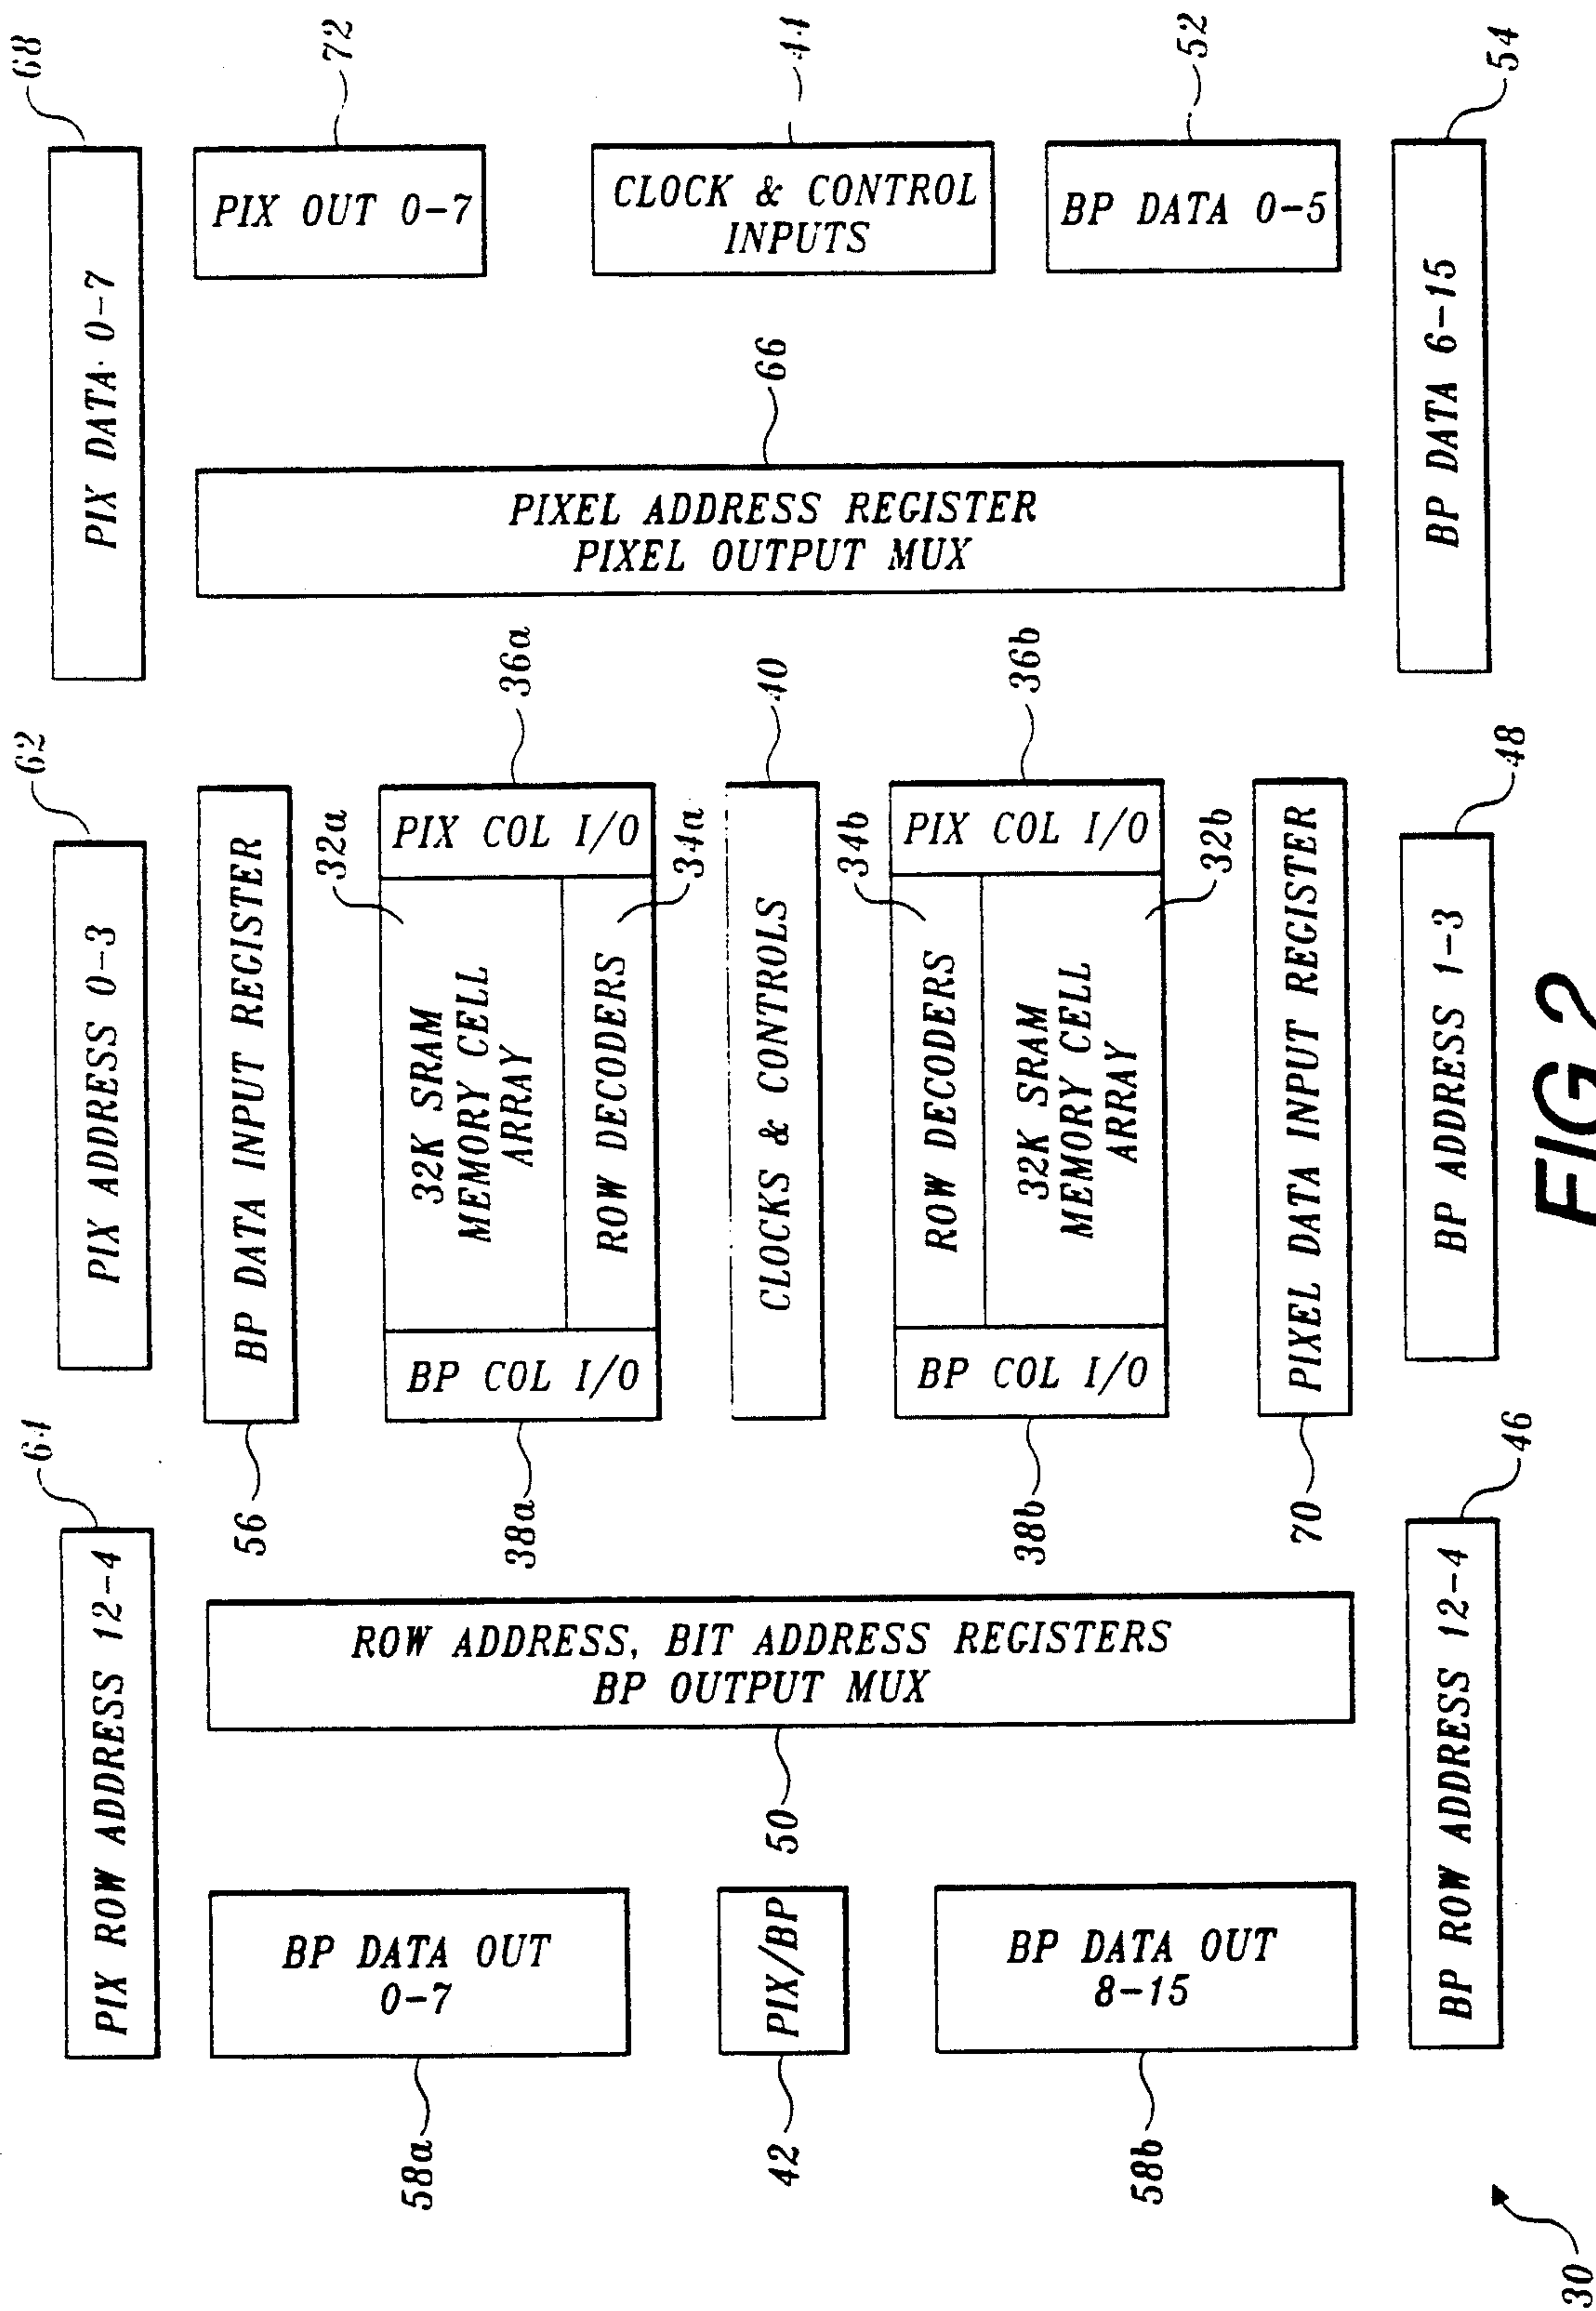 64
62
68
PIX ROW ADDRESS 12-4
PIX ADDRESS 0-3
PIX DATA 0-7
56
BP DATA INPUT REGISTER
58a
BP DATA OUT
0-7
PIX OUT 0-7
72
38a
BP COL I/O
32K SRAM
MEMORY CELL
ARRAY
32a
ROW DECODERS
34a
PIX COL I/O
36a
ROW ADDRESS, BIT ADDRESS REGISTERS
BP OUTPUT MUX
50
42
PIX/BP
CLOCKS & CONTROLS
40
PIXEL ADDRESS REGISTER
PIXEL OUTPUT MUX
66
CLOCK & CONTROL
INPUTS
44
58b
BP DATA OUT
8-15
38b
BP COL I/O
ROW DECODERS
34b
32K SRAM
MEMORY CELL
ARRAY
32b
PIX COL I/O
36b
BP DATA 0-5
52
70
PIXEL DATA INPUT REGISTER
BP ROW ADDRESS 12-4
BP ADDRESS 1-3
BP DATA 6-15
46
48
54
30
FIG 2